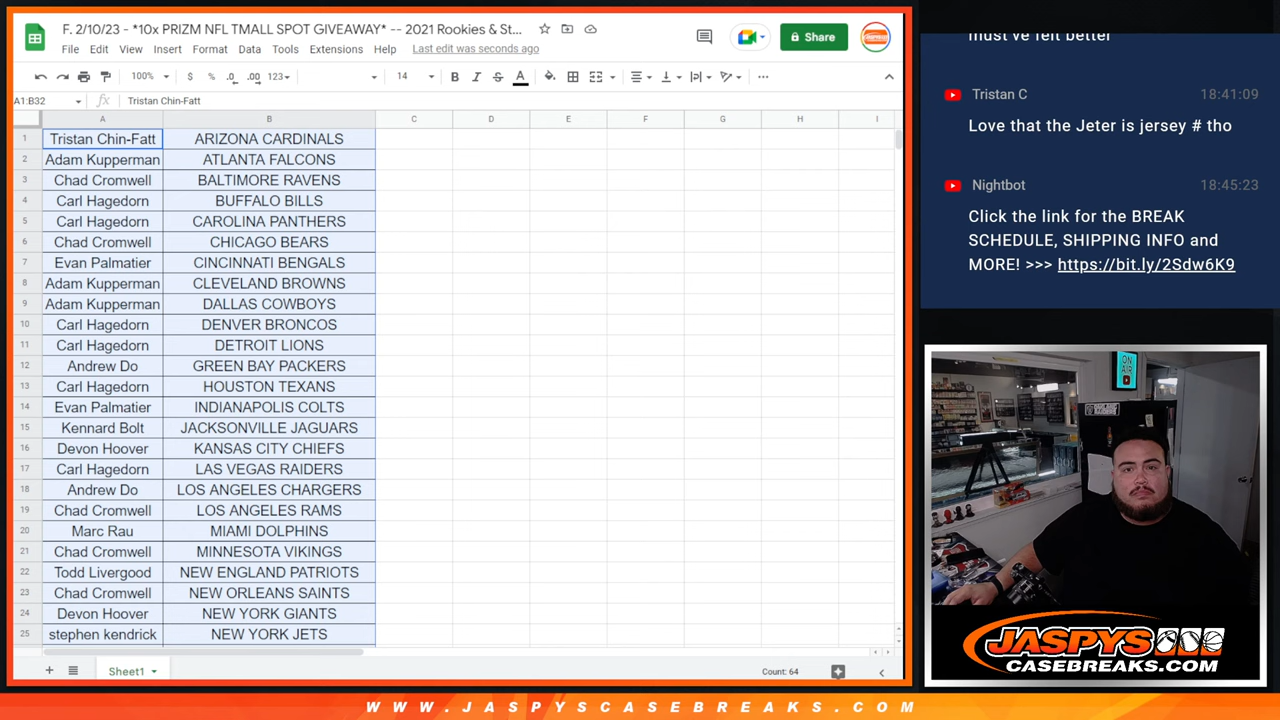 F. 2/10/23 - *10x PRIZM NFL TMALL SPOT GIVEAWAY* -- 2021 Rookies & St...
File Edit View Insert Format Data Tools Extensions Help Last edit was seconds ago
Share
100% $ % .0 .00 123 14 B I S A
A1:B32 fx Tristan Chin-Fatt
A B C D E F G H I
1 Tristan Chin-Fatt ARIZONA CARDINALS
2 Adam Kupperman ATLANTA FALCONS
3 Chad Cromwell BALTIMORE RAVENS
4 Carl Hagedorn BUFFALO BILLS
5 Carl Hagedorn CAROLINA PANTHERS
6 Chad Cromwell CHICAGO BEARS
7 Evan Palmatier CINCINNATI BENGALS
8 Adam Kupperman CLEVELAND BROWNS
9 Adam Kupperman DALLAS COWBOYS
10 Carl Hagedorn DENVER BRONCOS
11 Carl Hagedorn DETROIT LIONS
12 Andrew Do GREEN BAY PACKERS
13 Carl Hagedorn HOUSTON TEXANS
14 Evan Palmatier INDIANAPOLIS COLTS
15 Kennard Bolt JACKSONVILLE JAGUARS
16 Devon Hoover KANSAS CITY CHIEFS
17 Carl Hagedorn LAS VEGAS RAIDERS
18 Andrew Do LOS ANGELES CHARGERS
19 Chad Cromwell LOS ANGELES RAMS
20 Marc Rau MIAMI DOLPHINS
21 Chad Cromwell MINNESOTA VIKINGS
22 Todd Livergood NEW ENGLAND PATRIOTS
23 Chad Cromwell NEW ORLEANS SAINTS
24 Devon Hoover NEW YORK GIANTS
25 stephen kendrick NEW YORK JETS
Sheet1 Count: 64
must've felt better
Tristan C 18:41:09
Love that the Jeter is jersey # tho
Nightbot 18:45:23
Click the link for the BREAK
SCHEDULE, SHIPPING INFO and
MORE! >>> https://bit.ly/2Sdw6K9
ON
AIR
JASPYS
CASEBREAKS.COM
WWW.JASPYSCASEBREAKS.COM